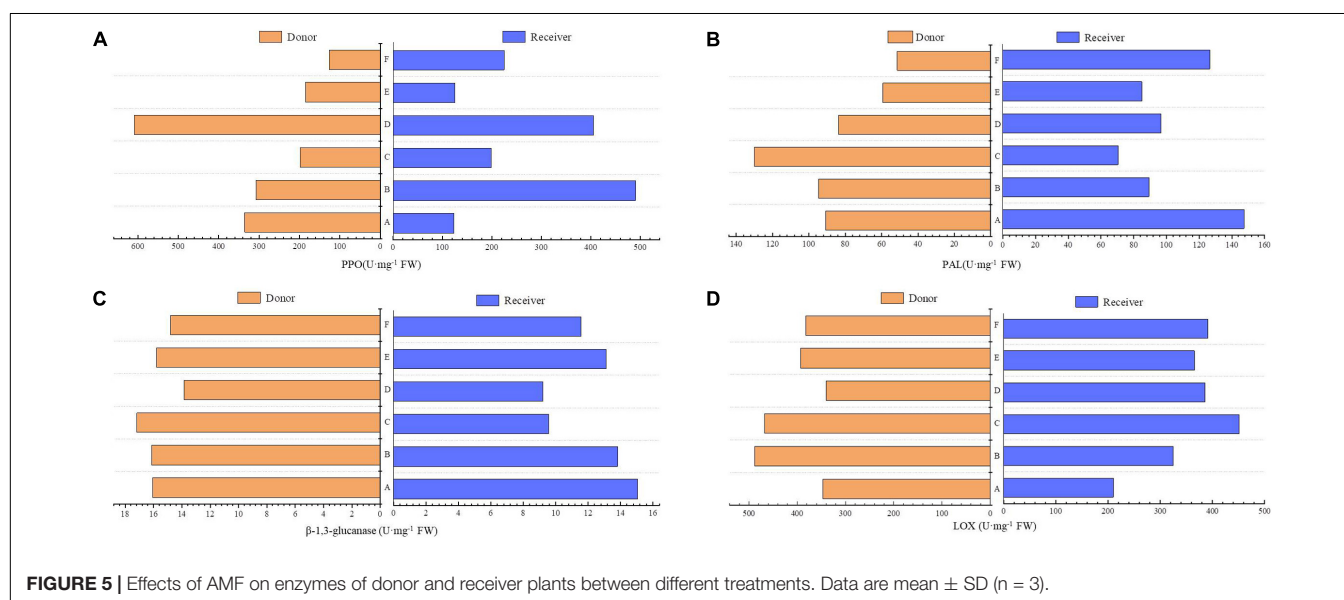 A
Donor
Receiver
F
E
D
C
B
A
600 500 400 300 200 100 0
0 100 200 300 400 500
PPO(U·mg⁻¹ FW)
B
Donor
Receiver
F
E
D
C
B
A
140 120 100 80 60 40 20 0
0 20 40 60 80 100 120 140 160
PAL(U·mg⁻¹ FW)
C
Donor
Receiver
F
E
D
C
B
A
18 16 14 12 10 8 6 4 2 0
0 2 4 6 8 10 12 14 16
β-1,3-glucanase (U·mg⁻¹ FW)
D
Donor
Receiver
F
E
D
C
B
A
500 400 300 200 100 0
0 100 200 300 400 500
LOX (U·mg⁻¹ FW)
FIGURE 5 | Effects of AMF on enzymes of donor and receiver plants between different treatments. Data are mean ± SD (n = 3).